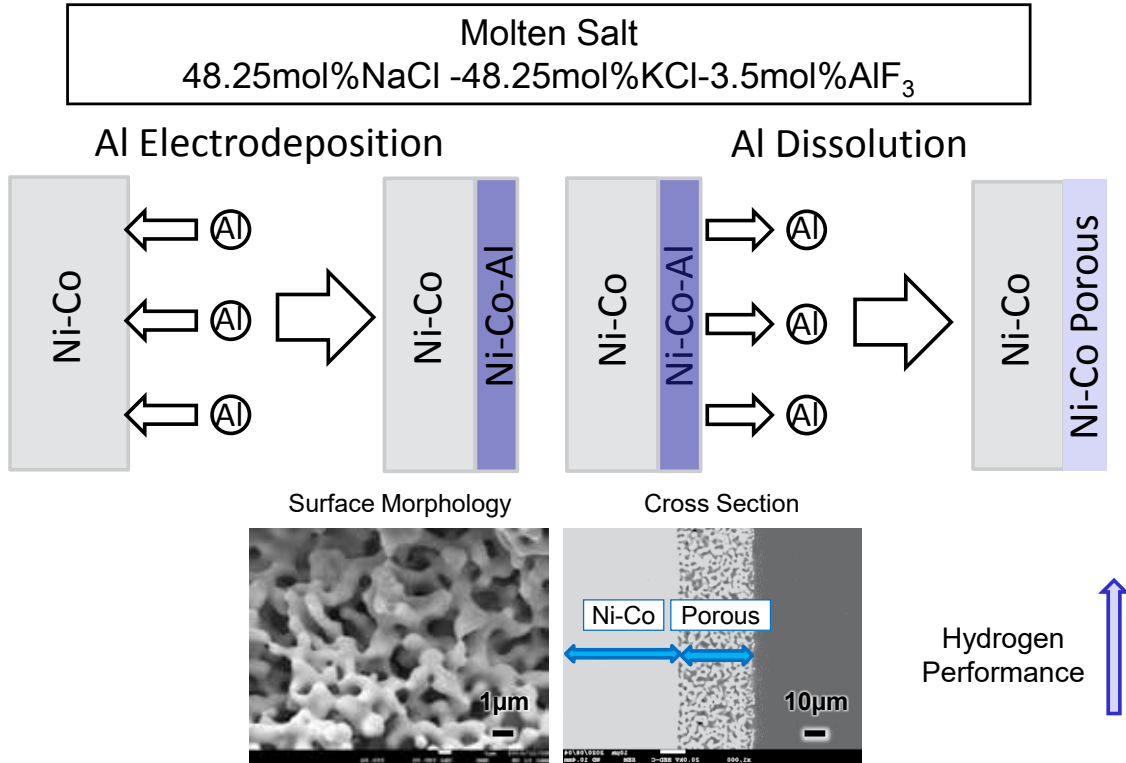 Molten Salt
48.25mol%NaCl -48.25mol%KCl-3.5mol%AlF₃
Al Electrodeposition
Al Dissolution
Ni-Co
Al
Al
Al
Ni-Co
Ni-Co-Al
Ni-Co
Ni-Co-Al
Al
Al
Al
Ni-Co
Ni-Co Porous
Surface Morphology
Cross Section
1μm
Ni-Co
Porous
10μm
Hydrogen
Performance